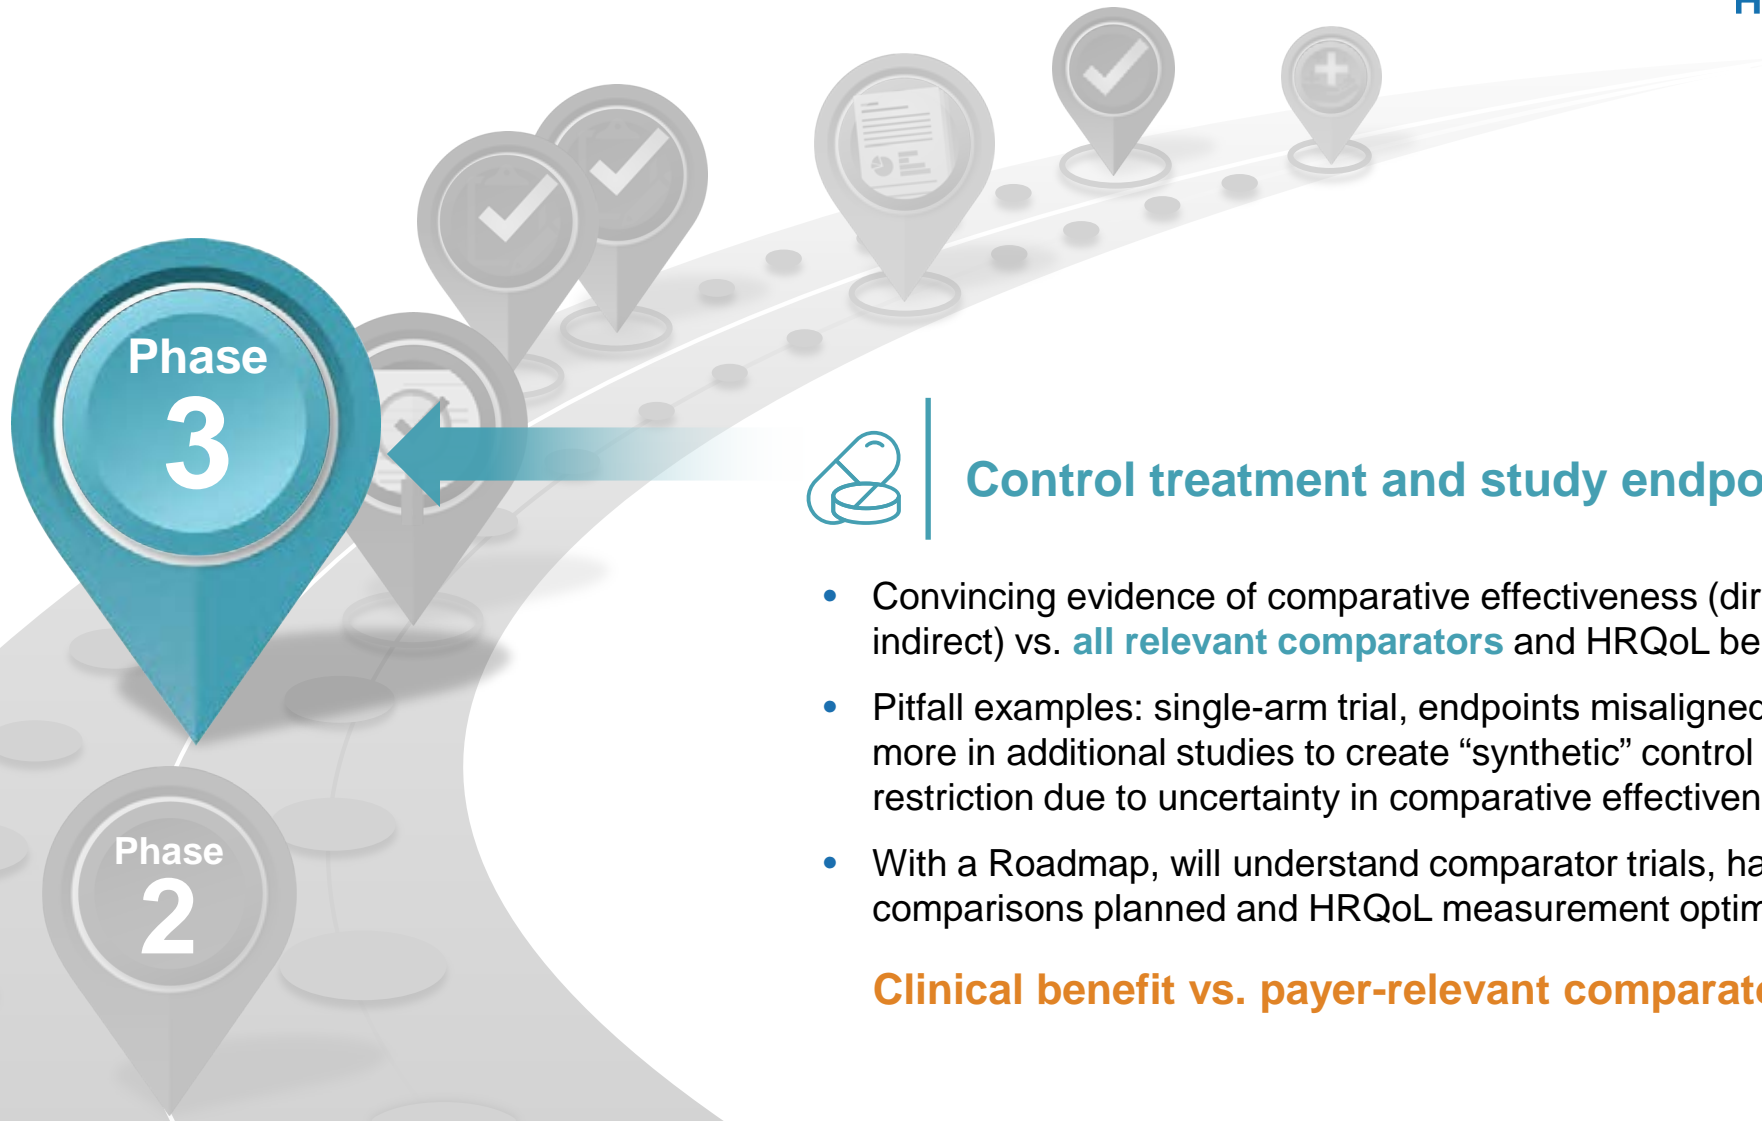 H
Phase
3
Control treatment and study endpo
• Convincing evidence of comparative effectiveness (dir
indirect) vs. all relevant comparators and HRQoL be
• Pitfall examples: single-arm trial, endpoints misaligned
more in additional studies to create “synthetic” control
restriction due to uncertainty in comparative effectiven
• With a Roadmap, will understand comparator trials, ha
comparisons planned and HRQoL measurement optim
Phase
2
Clinical benefit vs. payer-relevant comparato